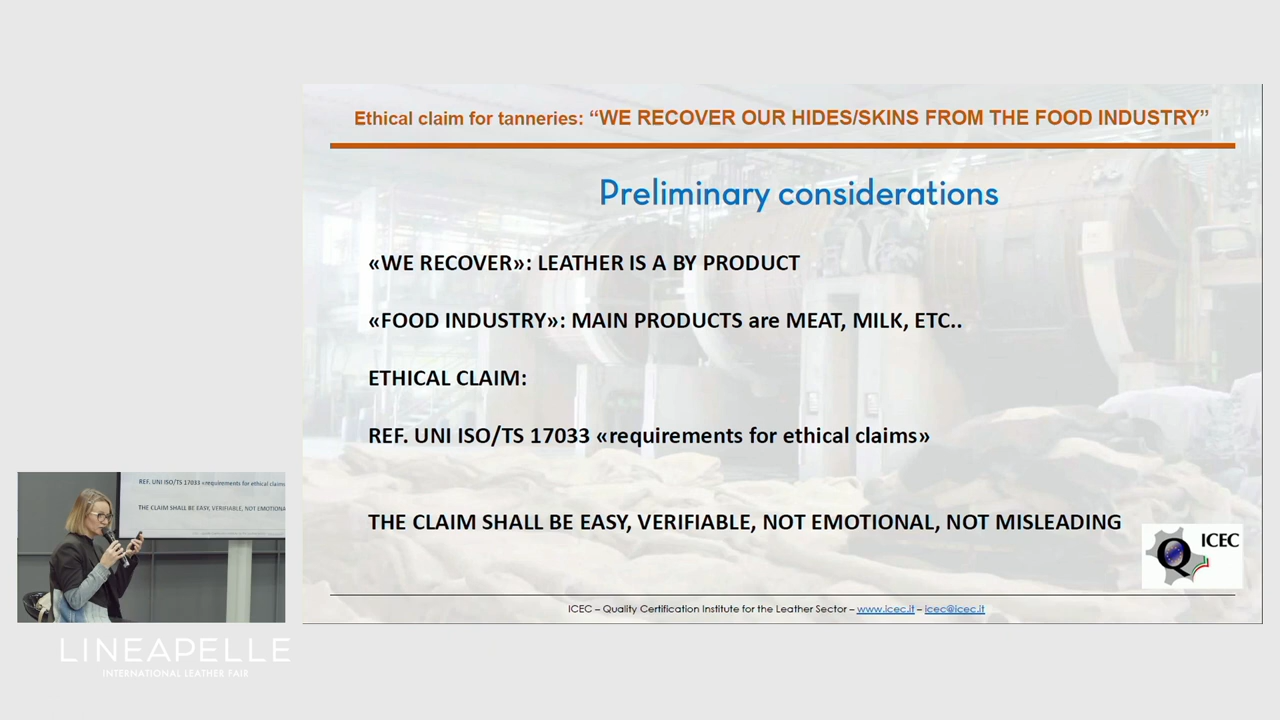 Ethical claim for tanneries: “WE RECOVER OUR HIDES/SKINS FROM THE FOOD INDUSTRY”
Preliminary considerations
«WE RECOVER»: LEATHER IS A BY PRODUCT
«FOOD INDUSTRY»: MAIN PRODUCTS are MEAT, MILK, ETC..
ETHICAL CLAIM:
REF. UNI ISO/TS 17033 «requirements for ethical claims»
THE CLAIM SHALL BE EASY, VERIFIABLE, NOT EMOTIONAL, NOT MISLEADING
Q ICEC
ICEC – Quality Certification Institute for the Leather Sector – www.icec.it – icec@icec.it
REF. UNI ISO/TS 17033 «requirements for ethical claims
THE CLAIM SHALL BE EASY, VERIFIABLE, NOT EMOTIONA
LINEAPELLE
INTERNATIONAL LEATHER FAIR